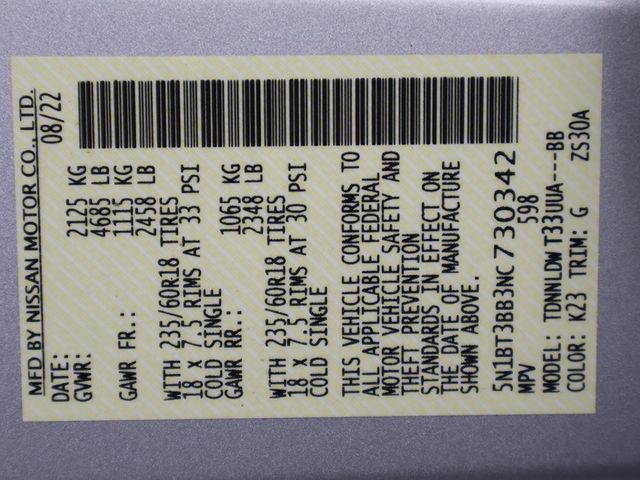 MFD BY NISSAN MOTOR CO., LTD.
DATE: 08/22
GVWR: 2125 KG
4685 LB
GAWR FR.: 1115 KG
2458 LB
WITH 235/60R18 TIRES
18 X 7.5 RIMS AT 33 PSI
COLD SINGLE
GAWR RR.: 1065 KG
2348 LB
WITH 235/60R18 TIRES
18 X 7.5 RIMS AT 30 PSI
COLD SINGLE
THIS VEHICLE CONFORMS TO
ALL APPLICABLE FEDERAL
MOTOR VEHICLE SAFETY AND
THEFT PREVENTION
STANDARDS IN EFFECT ON
THE DATE OF MANUFACTURE
SHOWN ABOVE.
5N1BT3BB3NC730342
MPV 598
MODEL: TDNNLDW T33UUA----BB
COLOR: K23 TRIM: G ZS30A